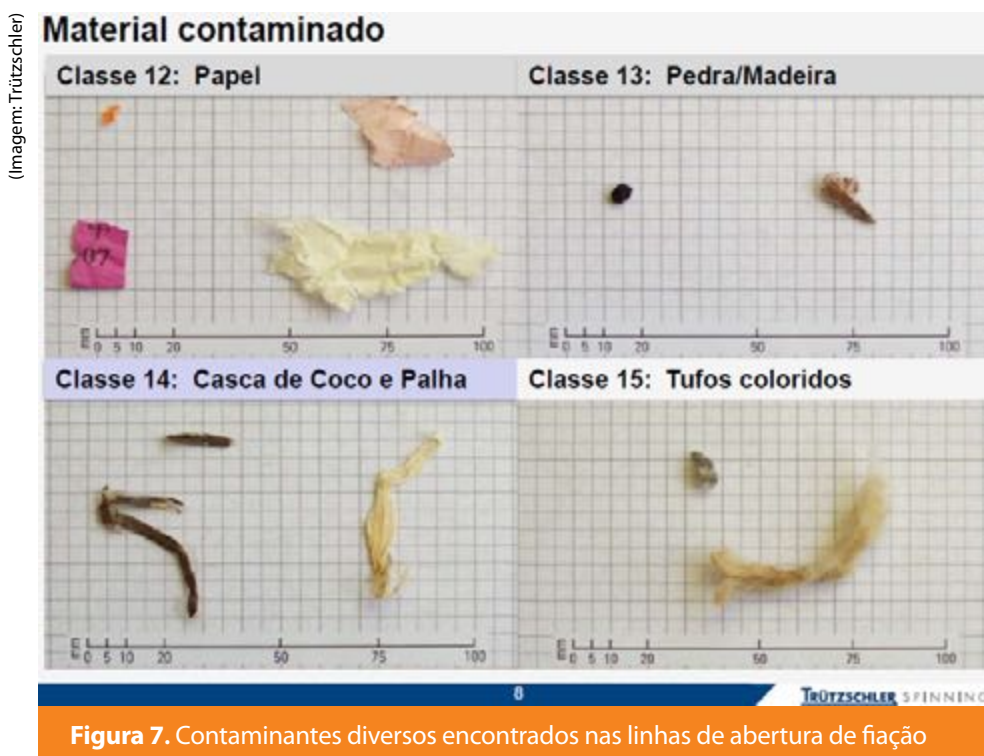 (Imagem: Trützschler)
Material contaminado
Classe 12: Papel
Classe 13: Pedra/Madeira
07
mm 0 5 10 20 50 75 100
mm 0 5 10 20 50 75 100
Classe 14: Casca de Coco e Palha
Classe 15: Tufos coloridos
mm 0 5 10 20 50 75 100
mm 0 5 10 20 50 75 100
8
TRÜTZSCHLER SPINNING
Figura 7. Contaminantes diversos encontrados nas linhas de abertura de fiação